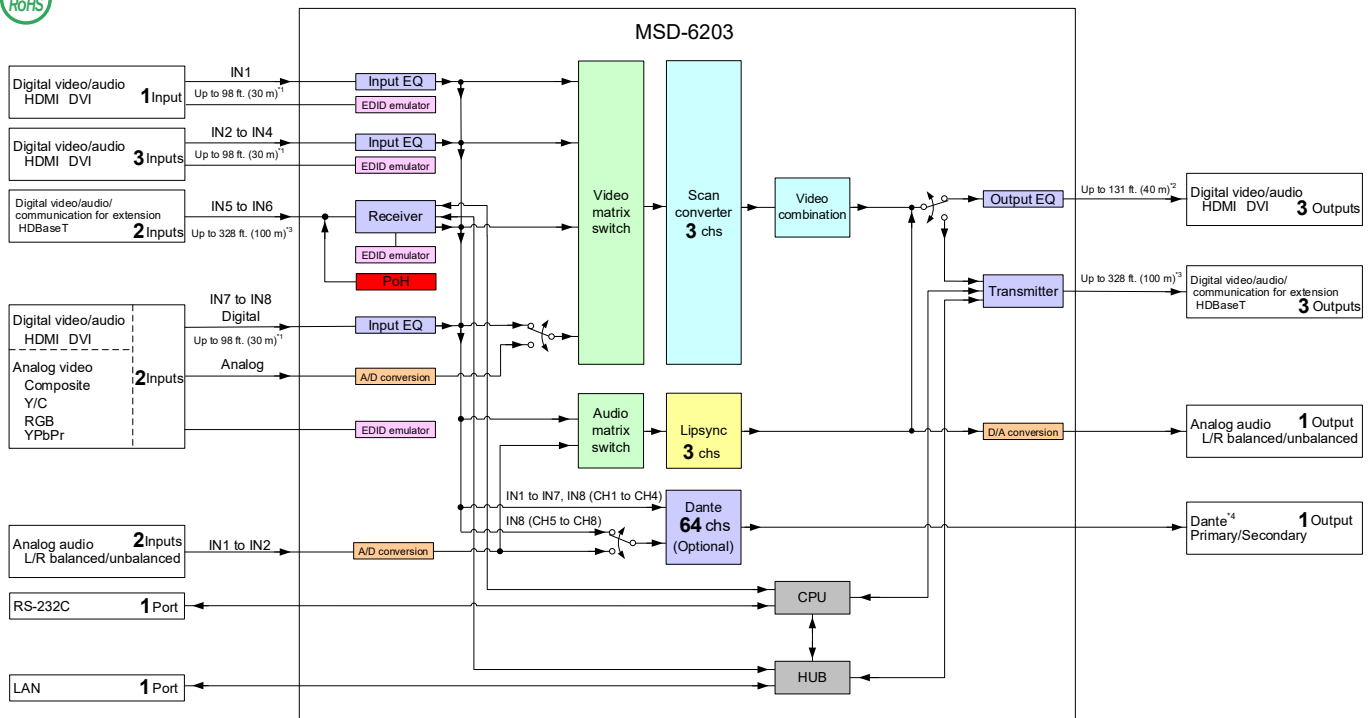 RoHS
MSD-6203
Digital video/audio
HDMI DVI 1 Input
IN1
Up to 98 ft. (30 m)*1
Input EQ
EDID emulator
Digital video/audio
HDMI DVI 3 Inputs
IN2 to IN4
Up to 98 ft. (30 m)*1
Input EQ
EDID emulator
Digital video/audio/
communication for extension
HDBaseT 2 Inputs
IN5 to IN6
Up to 328 ft. (100 m)*3
Receiver
EDID emulator
PoH
Digital video/audio
HDMI DVI
Analog video
Composite
Y/C
RGB
YPbPr
2 Inputs
IN7 to IN8
Digital
Up to 98 ft. (30 m)*1
Analog
Input EQ
A/D conversion
EDID emulator
Video
matrix
switch
Scan
converter
3 chs
Video
combination
Output EQ
Up to 131 ft. (40 m)*2
Digital video/audio
HDMI DVI 3 Outputs
Transmitter
Up to 328 ft. (100 m)*3
Digital video/audio/
communication for extension
HDBaseT 3 Outputs
Audio
matrix
switch
Lipsync
3 chs
D/A conversion
Analog audio 1 Output
L/R balanced/unbalanced
IN1 to IN7, IN8 (CH1 to CH4)
IN8 (CH5 to CH8)
Dante
64 chs
(Optional)
Dante*4 1 Output
Primary/Secondary
Analog audio 2 Inputs
L/R balanced/unbalanced
IN1 to IN2
A/D conversion
RS-232C 1 Port
CPU
LAN 1 Port
HUB